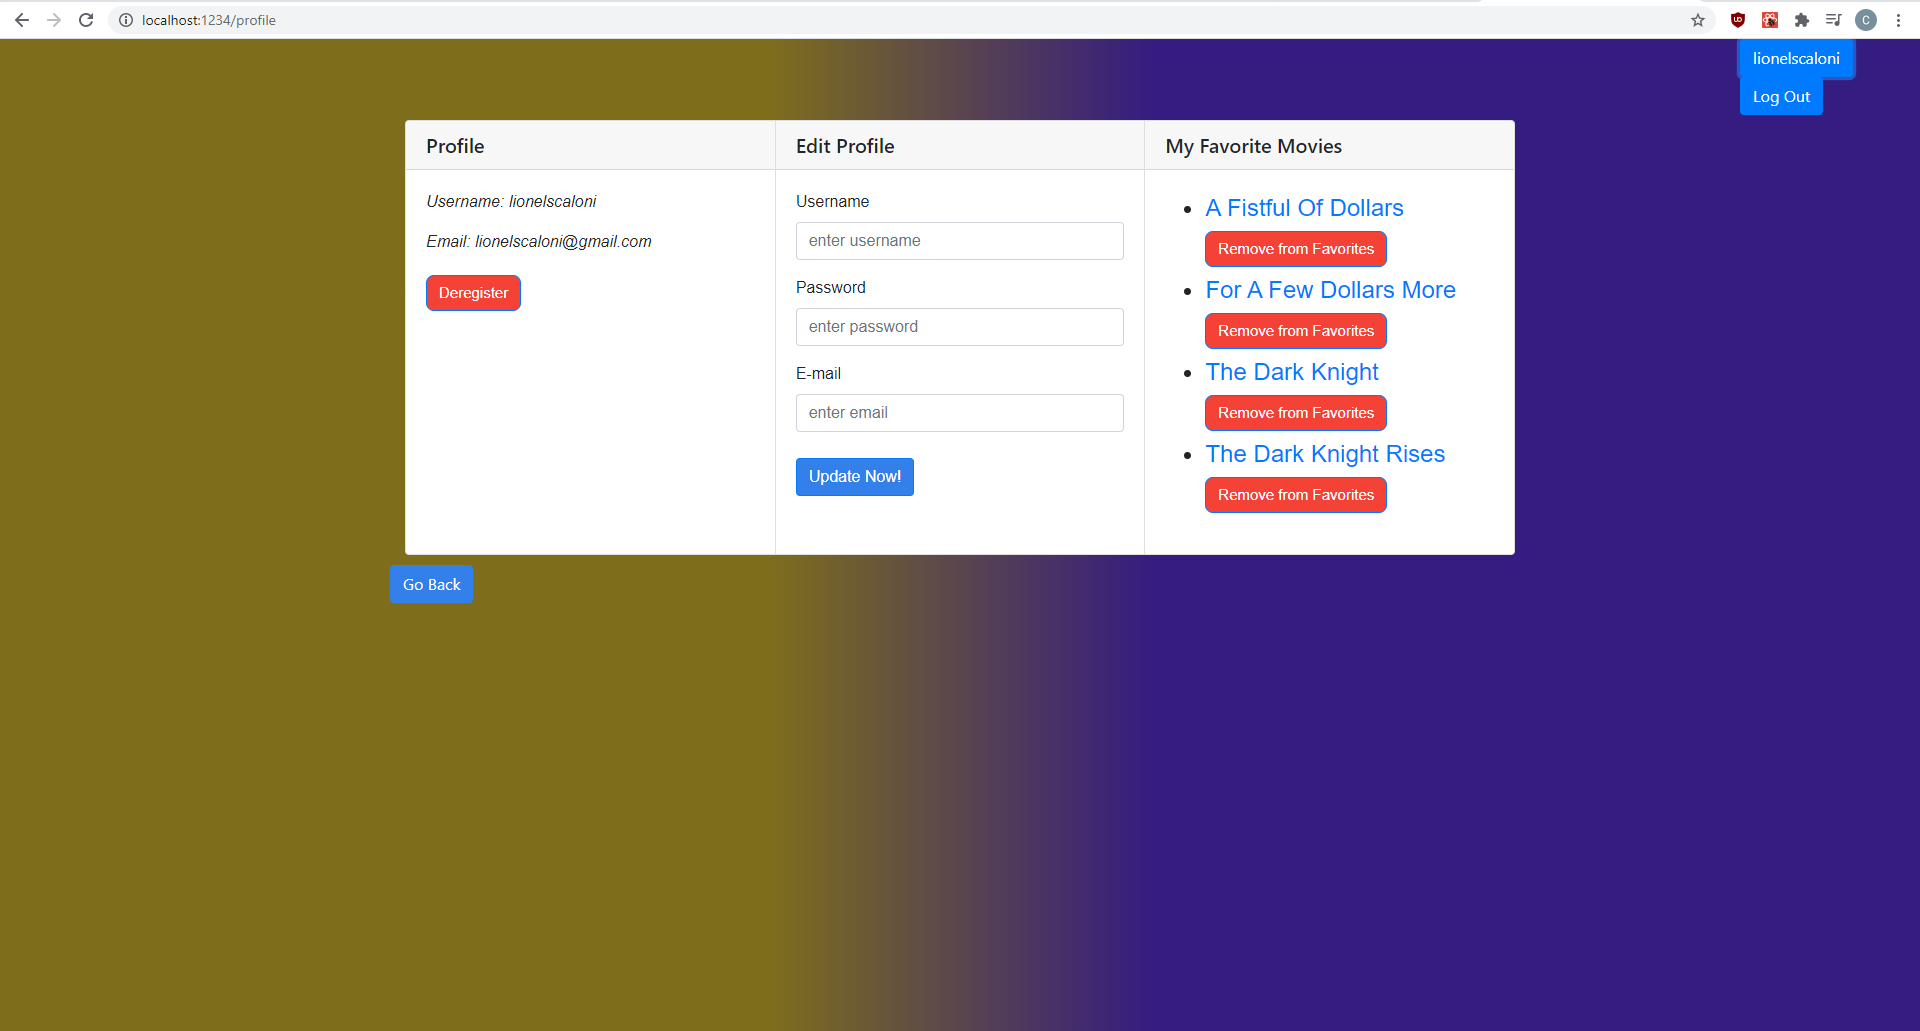 localhost:1234/profile
C
lionelscaloni
Log Out
Profile
Username: lionelscaloni
Email: lionelscaloni@gmail.com
Deregister
Edit Profile
Username
enter username
Password
enter password
E-mail
enter email
Update Now!
My Favorite Movies
A Fistful Of Dollars
Remove from Favorites
For A Few Dollars More
Remove from Favorites
The Dark Knight
Remove from Favorites
The Dark Knight Rises
Remove from Favorites
Go Back